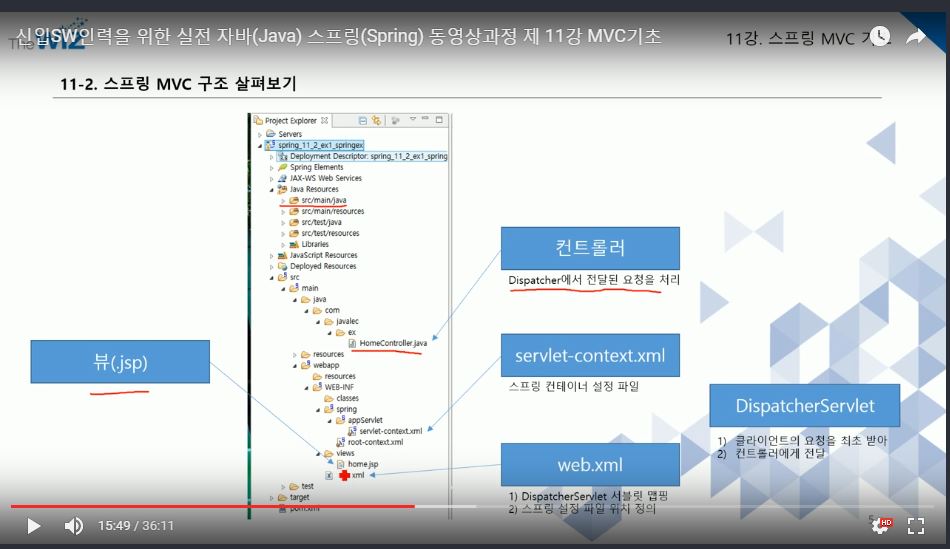 신입SW인력을 위한 실전 자바(Java) 스프링(Spring) 동영상과정 제 11강 MVC기초
11강. 스프링 MVC
11-2. 스프링 MVC 구조 살펴보기
Project Explorer
Servers
spring_11_2_ex1_springex
Deployment Descriptor: spring_11_2_ex1_spring
Spring Elements
JAX-WS Web Services
Java Resources
src/main/java
src/main/resources
src/test/java
src/test/resources
Libraries
JavaScript Resources
Deployed Resources
src
main
java
com
javalec
ex
HomeController.java
resources
webapp
resources
WEB-INF
classes
spring
appServlet
servlet-context.xml
root-context.xml
views
home.jsp
xml
test
target
pom.xml
뷰(.jsp)
컨트롤러
Dispatcher에서 전달된 요청을 처리
servlet-context.xml
스프링 컨테이너 설정 파일
web.xml
1) DispatcherServlet 서블릿 맵핑
2) 스프링 설정 파일 위치 정의
DispatcherServlet
1) 클라이언트의 요청을 최초 받아
2) 컨트롤러에게 전달
15:49 / 36:11
HD